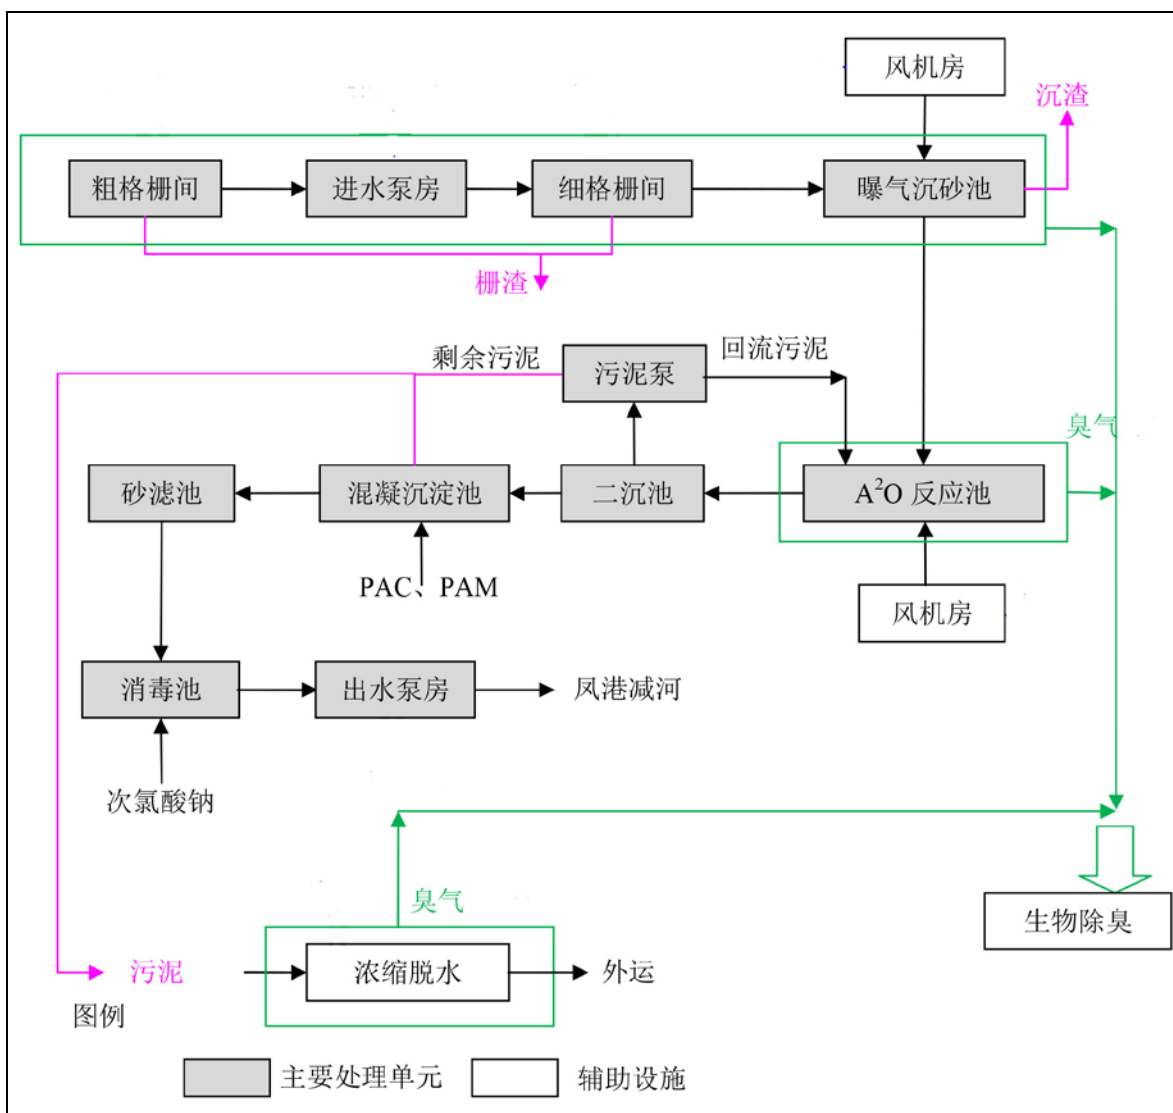 风机房
沉渣
粗格栅间
进水泵房
细格栅间
曝气沉砂池
栅渣
剩余污泥
污泥泵
回流污泥
臭气
砂滤池
混凝沉淀池
二沉池
A²O 反应池
PAC、PAM
风机房
消毒池
出水泵房
凤港减河
次氯酸钠
臭气
生物除臭
污泥
浓缩脱水
外运
图例
主要处理单元
辅助设施